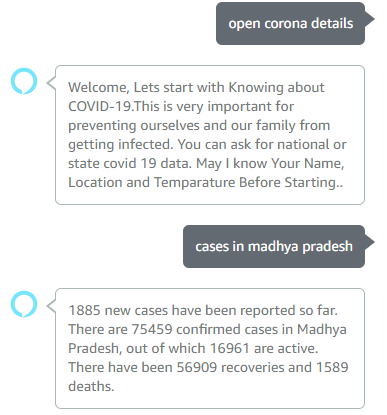 open corona details
Welcome, Lets start with Knowing about
COVID-19.This is very important for
preventing ourselves and our family from
getting infected. You can ask for national or
state covid 19 data. May I know Your Name,
Location and Temparature Before Starting..
cases in madhya pradesh
1885 new cases have been reported so far.
There are 75459 confirmed cases in Madhya
Pradesh, out of which 16961 are active.
There have been 56909 recoveries and 1589
deaths.